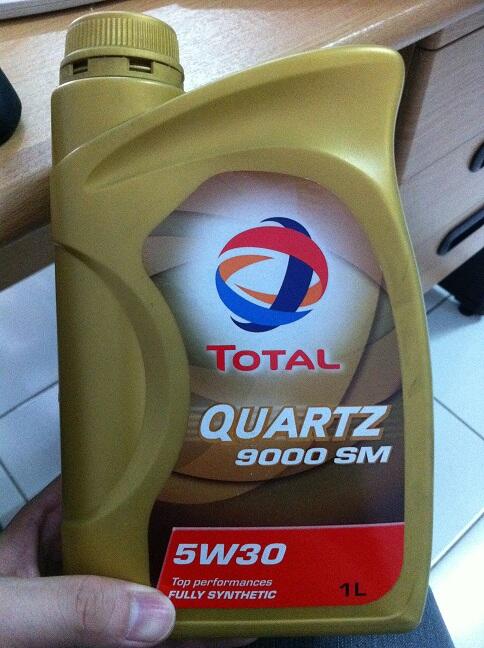 TOTAL
QUARTZ
9000 SM
5W30
Top performances
FULLY SYNTHETIC
1L